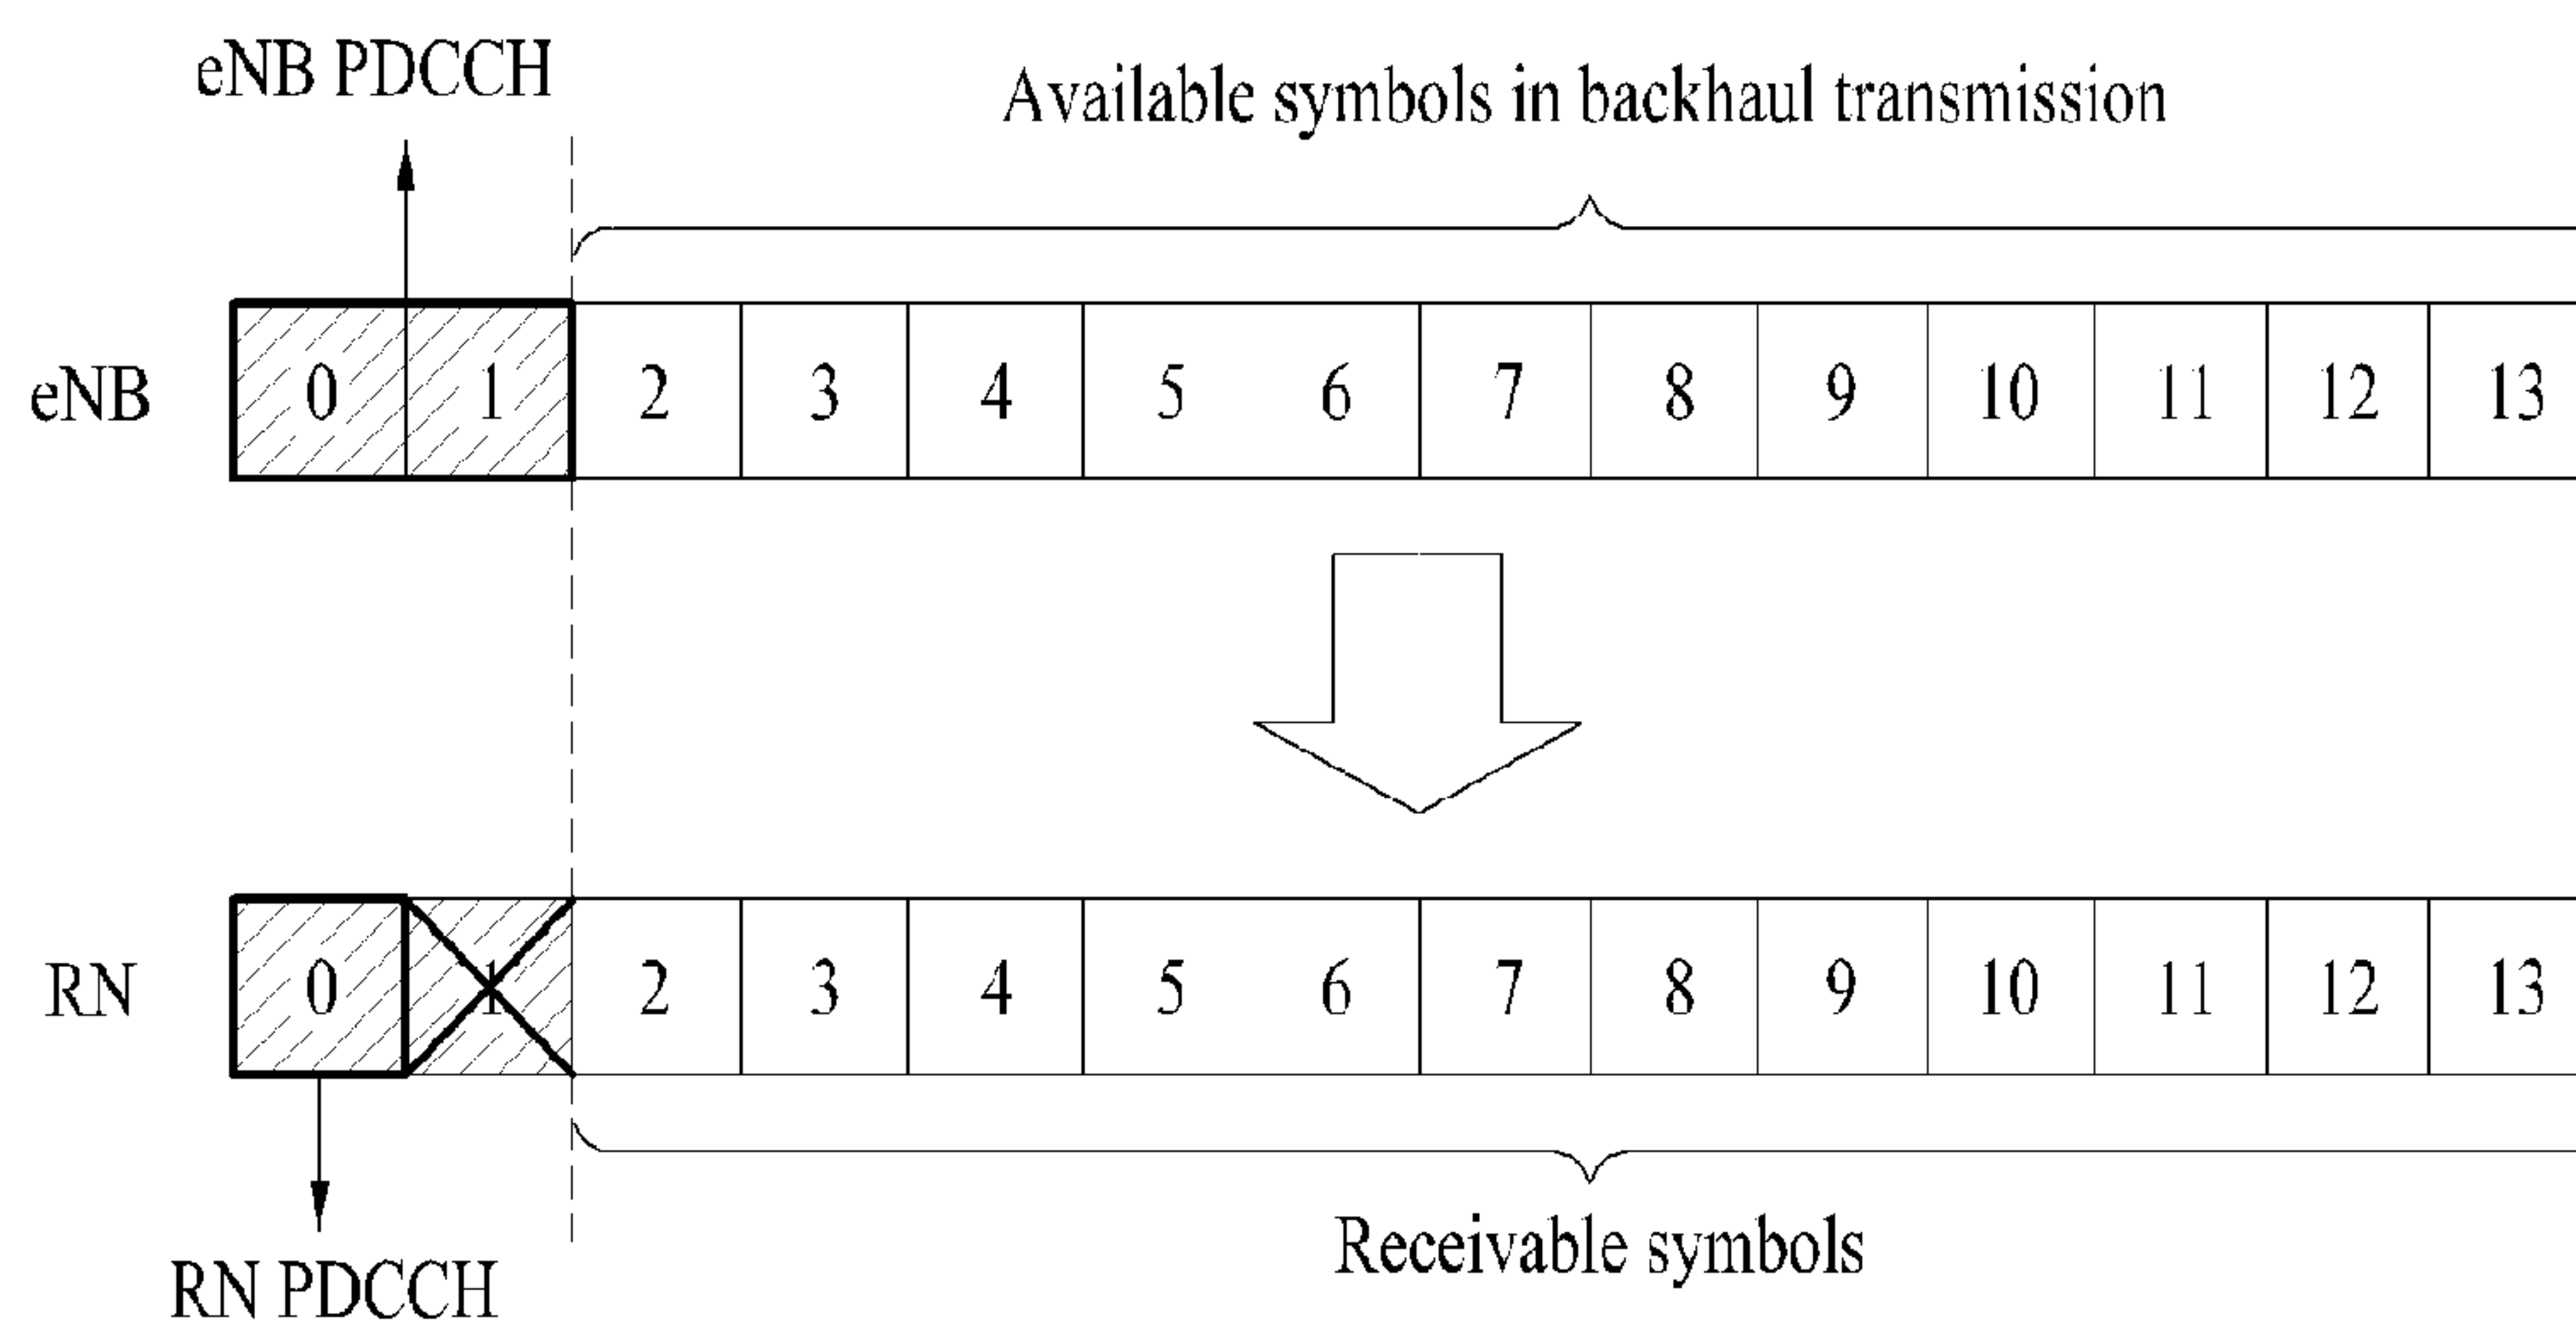 eNB PDCCH
Available symbols in backhaul transmission
eNB 0 1 2 3 4 5 6 7 8 9 10 11 12 13
RN 0 1 2 3 4 5 6 7 8 9 10 11 12 13
Receivable symbols
RN PDCCH